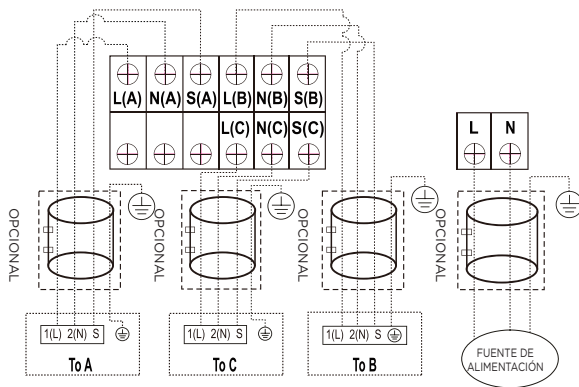 L(A) N(A) S(A) L(B) N(B) S(B)
L(C) N(C) S(C)
L N
OPCIONAL
OPCIONAL
OPCIONAL
OPCIONAL
1(L) 2(N) S
To A
1(L) 2(N) S
To C
1(L) 2(N) S
To B
FUENTE DE
ALIMENTACIÓN